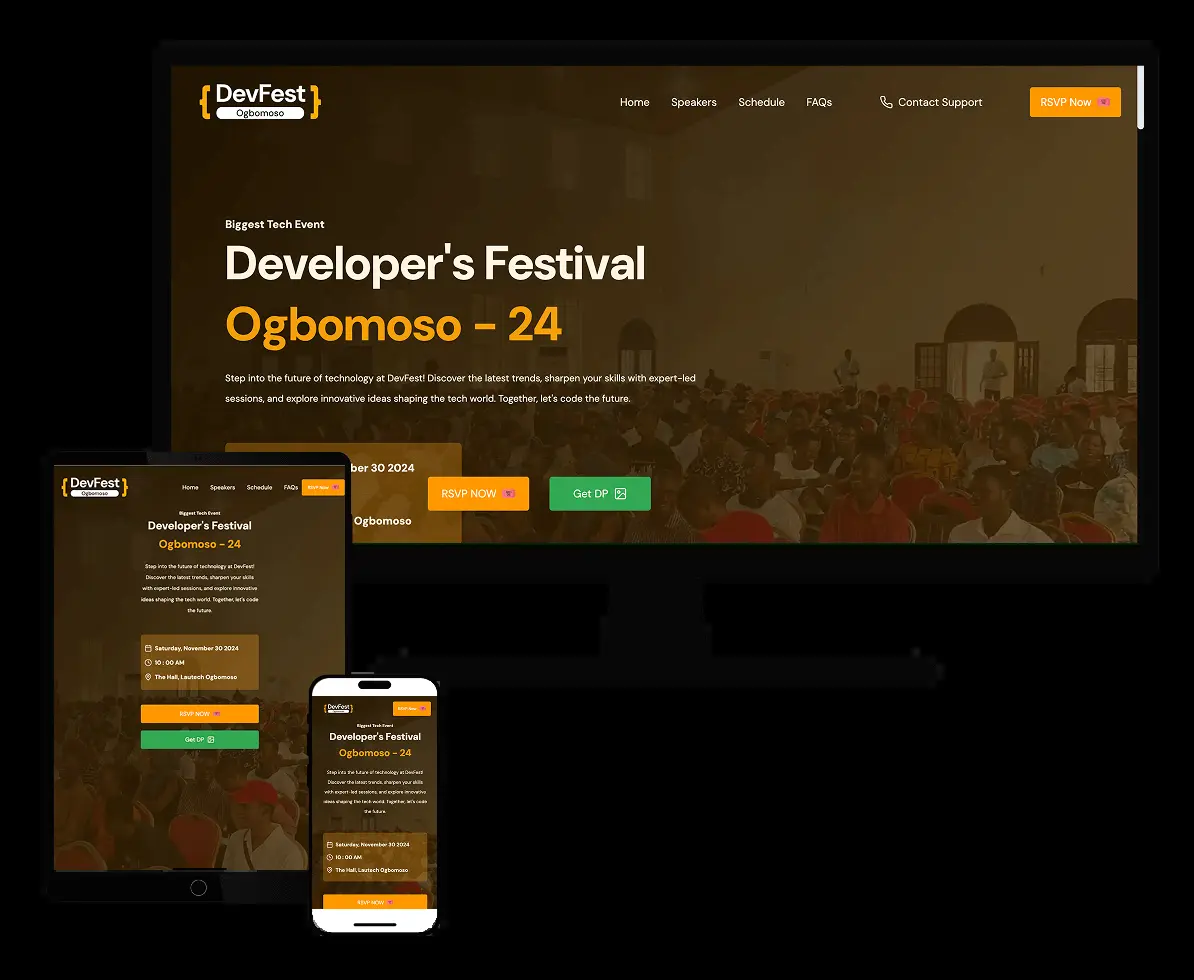 { DevFest }
Ogbomoso
Home
Speakers
Schedule
FAQs
Contact Support
RSVP Now
Biggest Tech Event
Developer's Festival
Ogbomoso - 24
Step into the future of technology at DevFest! Discover the latest trends, sharpen your skills with expert-led
sessions, and explore innovative ideas shaping the tech world. Together, let's code the future.
ber 30 2024
Ogbomoso
RSVP NOW
Get DP
{ DevFest }
Ogbomoso
Home
Speakers
Schedule
FAQs
RSVP Now
Biggest Tech Event
Developer's Festival
Ogbomoso - 24
Step into the future of technology at DevFest!
Discover the latest trends, sharpen your skills
with expert-led sessions, and explore innovative
ideas shaping the tech world. Together, let's code
the future.
Saturday, November 30 2024
10 : 00 AM
The Hall, Lautech Ogbomoso
RSVP NOW
Get DP
{ DevFest }
Ogbomoso
RSVP Now
Biggest Tech Event
Developer's Festival
Ogbomoso - 24
Step into the future of technology at DevFest!
Discover the latest trends, sharpen your skills
with expert-led sessions, and explore innovative
ideas shaping the tech world. Together, let's code
the future.
Saturday, November 30 2024
10 : 00 AM
The Hall, Lautech Ogbomoso
RSVP NOW